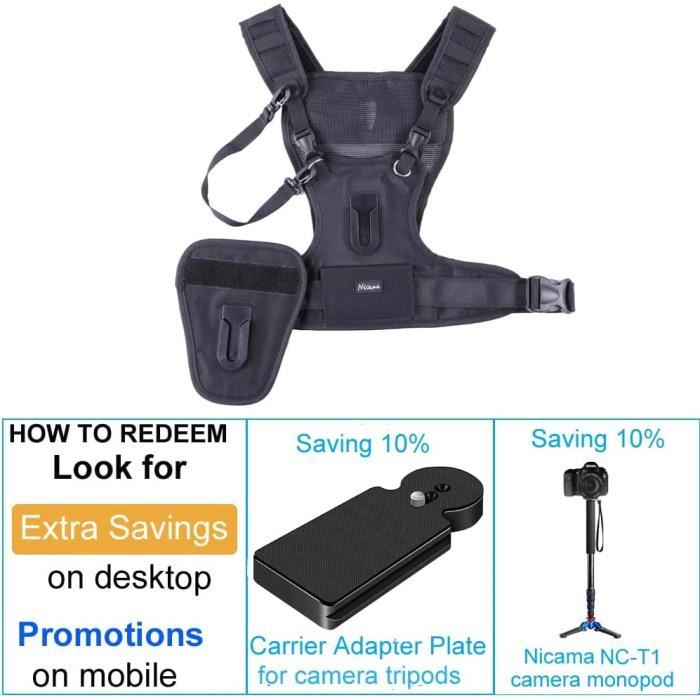 Nicama
HOW TO REDEEM
Look for
Extra Savings
on desktop
Promotions
on mobile
Saving 10%
Carrier Adapter Plate
for camera tripods
Saving 10%
Nicama NC-T1
camera monopod